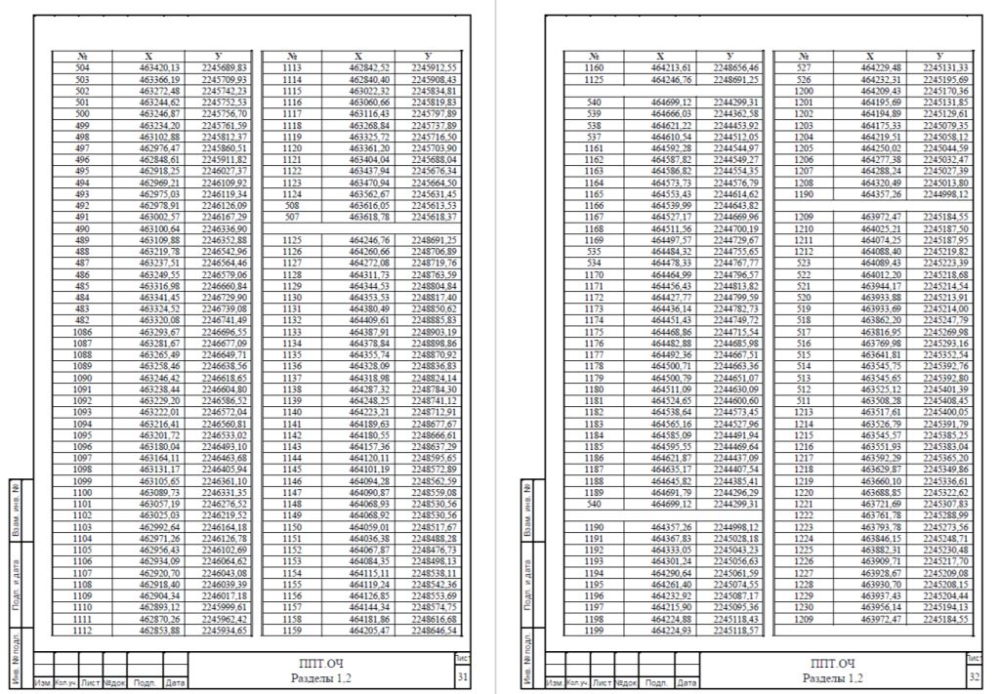 № X У
504 463420,13 2245689,83
503 463366,19 2245709,93
502 463272,48 2245742,23
501 463244,62 2245752,53
500 463246,87 2245756,70
499 463234,20 2245761,59
498 463102,88 2245812,37
497 462976,47 2245860,51
496 462848,61 2245911,82
495 462918,25 2246027,37
494 462969,21 2246109,92
493 462975,03 2246119,34
492 462978,91 2246126,09
491 463002,57 2246167,29
490 463100,64 2246336,90
489 463109,88 2246352,88
488 463219,78 2246542,96
487 463237,51 2246564,46
486 463249,55 2246579,06
485 463316,98 2246660,84
484 463341,45 2246729,90
483 463324,52 2246739,08
482 463320,08 2246741,49
1086 463293,67 2246696,55
1087 463281,67 2246677,09
1088 463265,49 2246649,71
1089 463258,46 2246638,56
1090 463246,42 2246618,65
1091 463238,44 2246604,80
1092 463229,20 2246586,52
1093 463222,01 2246572,04
1094 463216,41 2246560,81
1095 463201,72 2246533,02
1096 463180,04 2246493,10
1097 463164,11 2246463,68
1098 463131,17 2246405,94
1099 463105,65 2246361,10
1100 463089,73 2246331,35
1101 463057,19 2246276,52
1102 463025,03 2246219,52
1103 462992,64 2246164,18
1104 462971,26 2246126,78
1105 462956,43 2246102,69
1106 462934,09 2246064,62
1107 462920,70 2246043,08
1108 462918,40 2246039,39
1109 462904,34 2246017,18
1110 462893,12 2245999,61
1111 462870,26 2245962,42
1112 462853,88 2245934,65
№ X У
1113 462842,52 2245912,55
1114 462840,40 2245908,43
1115 463022,32 2245834,81
1116 463060,66 2245819,83
1117 463116,43 2245797,89
1118 463268,84 2245737,89
1119 463325,72 2245716,50
1120 463361,20 2245703,90
1121 463404,04 2245688,04
1122 463437,94 2245676,34
1123 463470,94 2245664,50
1124 463562,67 2245631,45
508 463616,05 2245613,53
507 463618,78 2245618,37
1125 464246,76 2248691,25
1126 464260,66 2248706,89
1127 464272,08 2248719,76
1128 464311,73 2248763,59
1129 464344,53 2248804,84
1130 464353,53 2248817,40
1131 464380,49 2248850,62
1132 464409,61 2248885,83
1133 464387,91 2248903,19
1134 464378,84 2248898,86
1135 464355,74 2248870,92
1136 464328,09 2248836,83
1137 464318,98 2248824,14
1138 464287,32 2248784,30
1139 464248,25 2248741,12
1140 464223,21 2248712,91
1141 464189,63 2248677,67
1142 464180,55 2248666,61
1143 464157,36 2248637,29
1144 464120,11 2248595,65
1145 464101,19 2248572,89
1146 464094,28 2248562,59
1147 464090,87 2248559,08
1148 464068,93 2248530,56
1149 464068,92 2248530,56
1150 464059,01 2248517,67
1151 464036,38 2248488,28
1152 464067,87 2248476,73
1153 464084,35 2248498,13
1154 464115,11 2248538,11
1155 464119,24 2248542,36
1156 464126,85 2248553,69
1157 464144,34 2248574,75
1158 464181,86 2248616,68
1159 464205,47 2248646,54
Взам. инв. №
Подп. и дата
Инв. № подл.
Изм. Кол.уч. Лист №док Подп. Дата
ППТ.ОЧ
Разделы 1,2
Лист
31
№ X У
1160 464213,61 2248656,46
1125 464246,76 2248691,25
540 464699,12 2244299,31
539 464666,03 2244362,58
538 464621,22 2244453,92
537 464610,54 2244512,05
1161 464592,28 2244544,97
1162 464587,82 2244549,27
1163 464586,82 2244554,35
1164 464573,73 2244576,79
1165 464553,43 2244614,62
1166 464539,99 2244643,82
1167 464527,17 2244669,96
1168 464511,56 2244700,19
1169 464497,57 2244729,67
535 464484,32 2244755,65
534 464478,33 2244767,77
1170 464464,99 2244796,57
1171 464456,43 2244813,82
1172 464427,77 2244799,59
1173 464436,14 2244782,73
1174 464451,43 2244749,72
1175 464468,86 2244715,54
1176 464482,88 2244685,98
1177 464492,36 2244667,51
1178 464500,71 2244663,36
1179 464500,79 2244651,07
1180 464511,09 2244630,09
1181 464524,65 2244600,60
1182 464538,64 2244573,45
1183 464565,16 2244527,96
1184 464585,09 2244491,94
1185 464595,55 2244469,64
1186 464621,87 2244437,09
1187 464635,17 2244407,54
1188 464645,82 2244385,41
1189 464691,79 2244296,29
540 464699,12 2244299,31
1190 464357,26 2244998,12
1191 464367,83 2245028,18
1192 464333,05 2245043,23
1193 464301,24 2245056,63
1194 464290,64 2245061,59
1195 464261,40 2245074,55
1196 464232,92 2245087,17
1197 464215,90 2245095,36
1198 464224,88 2245118,43
1199 464224,93 2245118,57
№ X У
527 464229,48 2245131,33
526 464232,31 2245195,69
1200 464209,43 2245170,36
1201 464195,69 2245131,85
1202 464194,89 2245129,61
1203 464175,33 2245079,35
1204 464219,51 2245058,12
1205 464250,02 2245044,59
1206 464277,38 2245032,47
1207 464288,24 2245027,39
1208 464320,49 2245013,80
1190 464357,26 2244998,12
1209 463972,47 2245184,55
1210 464025,21 2245187,50
1211 464074,25 2245187,95
1212 464088,40 2245219,82
523 464089,43 2245223,39
522 464012,20 2245218,68
521 463944,17 2245214,54
520 463933,88 2245213,91
519 463933,69 2245214,00
518 463862,20 2245247,79
517 463816,95 2245269,98
516 463769,98 2245293,16
515 463641,81 2245352,54
514 463545,75 2245392,76
513 463545,65 2245392,80
512 463525,12 2245401,39
511 463508,28 2245408,45
1213 463517,61 2245400,05
1214 463526,79 2245391,79
1215 463545,57 2245385,25
1216 463551,93 2245383,04
1217 463592,29 2245365,20
1218 463629,87 2245349,86
1219 463660,10 2245336,61
1220 463688,85 2245322,62
1221 463721,69 2245307,83
1222 463761,78 2245288,99
1223 463793,78 2245273,56
1224 463846,15 2245248,71
1225 463882,31 2245230,48
1226 463909,71 2245217,70
1227 463928,67 2245209,08
1228 463930,70 2245208,15
1229 463937,43 2245204,44
1230 463956,14 2245194,13
1209 463972,47 2245184,55
Взам. инв. №
Подп. и дата
Инв. № подл.
Изм. Кол.уч. Лист №док Подп. Дата
ППТ.ОЧ
Разделы 1,2
Лист
32